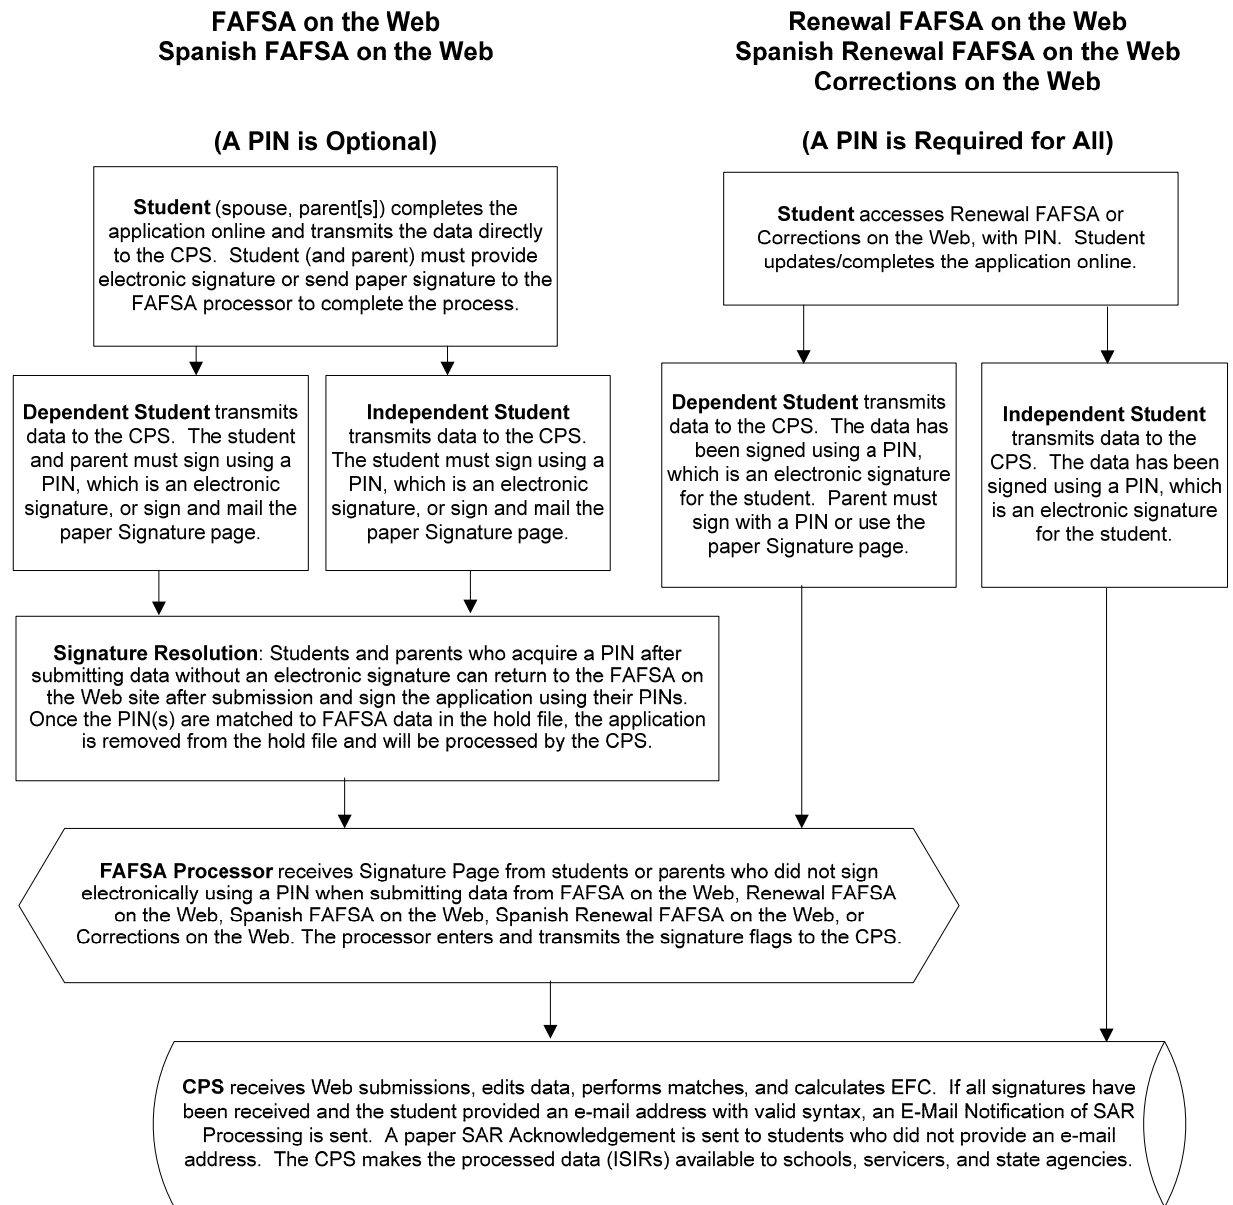 FAFSA on the Web
Spanish FAFSA on the Web
(A PIN is Optional)
Student (spouse, parent[s]) completes the
application online and transmits the data directly
to the CPS.  Student (and parent) must provide
electronic signature or send paper signature to the
FAFSA processor to complete the process.
Dependent Student transmits
data to the CPS.  The student
and parent must sign using a
PIN, which is an electronic
signature, or sign and mail the
paper Signature page.
Independent Student
transmits data to the CPS.
The student must sign using a
PIN, which is an electronic
signature, or sign and mail the
paper Signature page.
Signature Resolution: Students and parents who acquire a PIN after
submitting data without an electronic signature can return to the FAFSA on
the Web site after submission and sign the application using their PINs.
Once the PIN(s) are matched to FAFSA data in the hold file, the application
is removed from the hold file and will be processed by the CPS.
Renewal FAFSA on the Web
Spanish Renewal FAFSA on the Web
Corrections on the Web
(A PIN is Required for All)
Student accesses Renewal FAFSA or
Corrections on the Web, with PIN.  Student
updates/completes the application online.
Dependent Student transmits
data to the CPS.  The data has
been signed using a PIN,
which is an electronic signature
for the student.  Parent must
sign with a PIN or use the
paper Signature page.
Independent Student
transmits data to the
CPS.  The data has been
signed using a PIN, which
is an electronic signature
for the student.
FAFSA Processor receives Signature Page from students or parents who did not sign
electronically using a PIN when submitting data from FAFSA on the Web, Renewal FAFSA
on the Web, Spanish FAFSA on the Web, Spanish Renewal FAFSA on the Web, or
Corrections on the Web. The processor enters and transmits the signature flags to the CPS.
CPS receives Web submissions, edits data, performs matches, and calculates EFC.  If all signatures have
been received and the student provided an e-mail address with valid syntax, an E-Mail Notification of SAR
Processing is sent.  A paper SAR Acknowledgement is sent to students who did not provide an e-mail
address.  The CPS makes the processed data (ISIRs) available to schools, servicers, and state agencies.